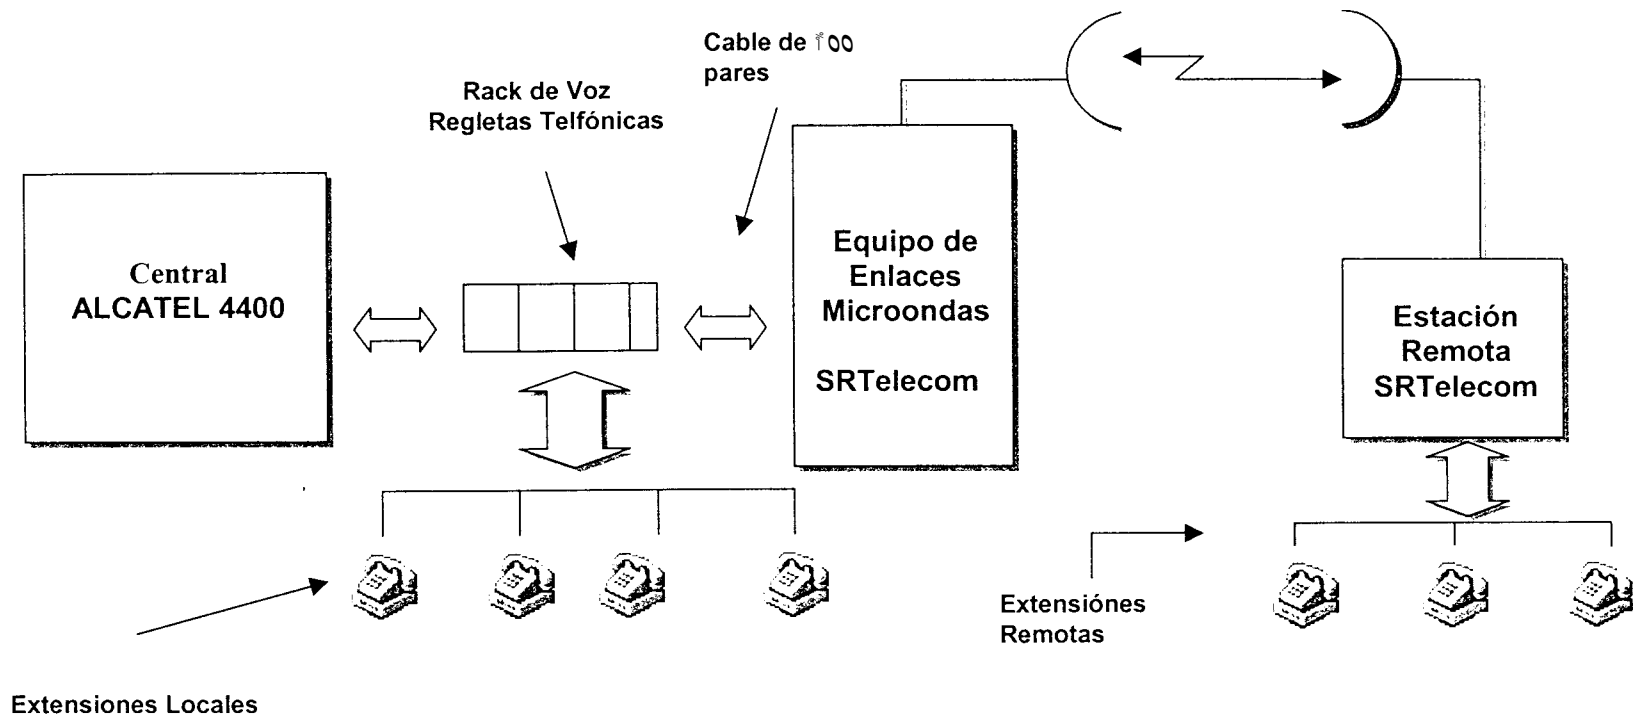 Cable de 100
pares
Rack de Voz
Regletas Telfónicas
Central
ALCATEL 4400
Equipo de
Enlaces
Microondas
SRTelecom
Estación
Remota
SRTelecom
Extensiónes
Remotas
Extensiones Locales